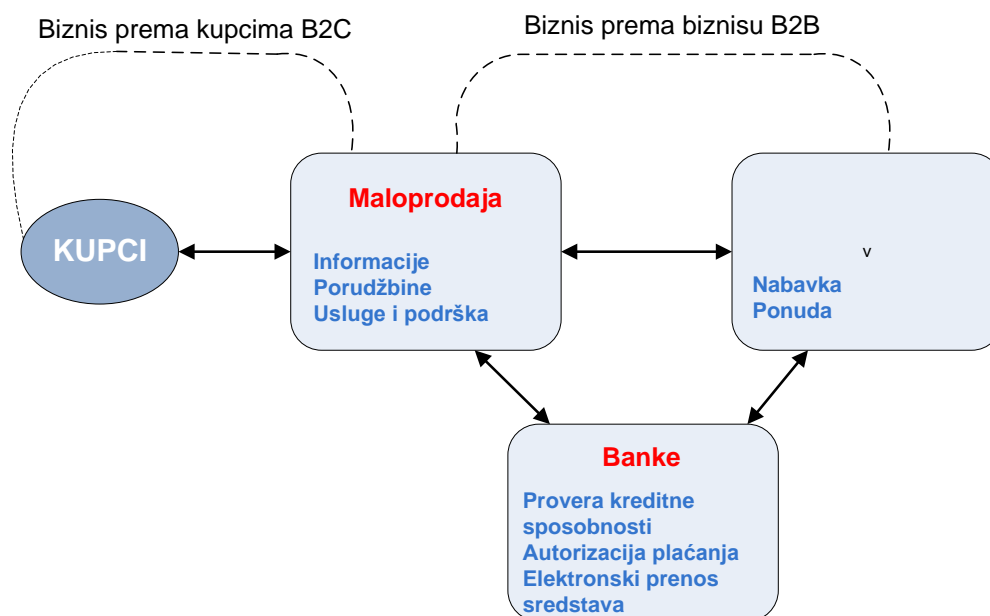 Biznis prema kupcima B2C
Biznis prema biznisu B2B
KUPCI
Maloprodaja
Informacije
Porudžbine
Usluge i podrška
v
Nabavka
Ponuda
Banke
Provera kreditne
sposobnosti
Autorizacija plaćanja
Elektronski prenos
sredstava